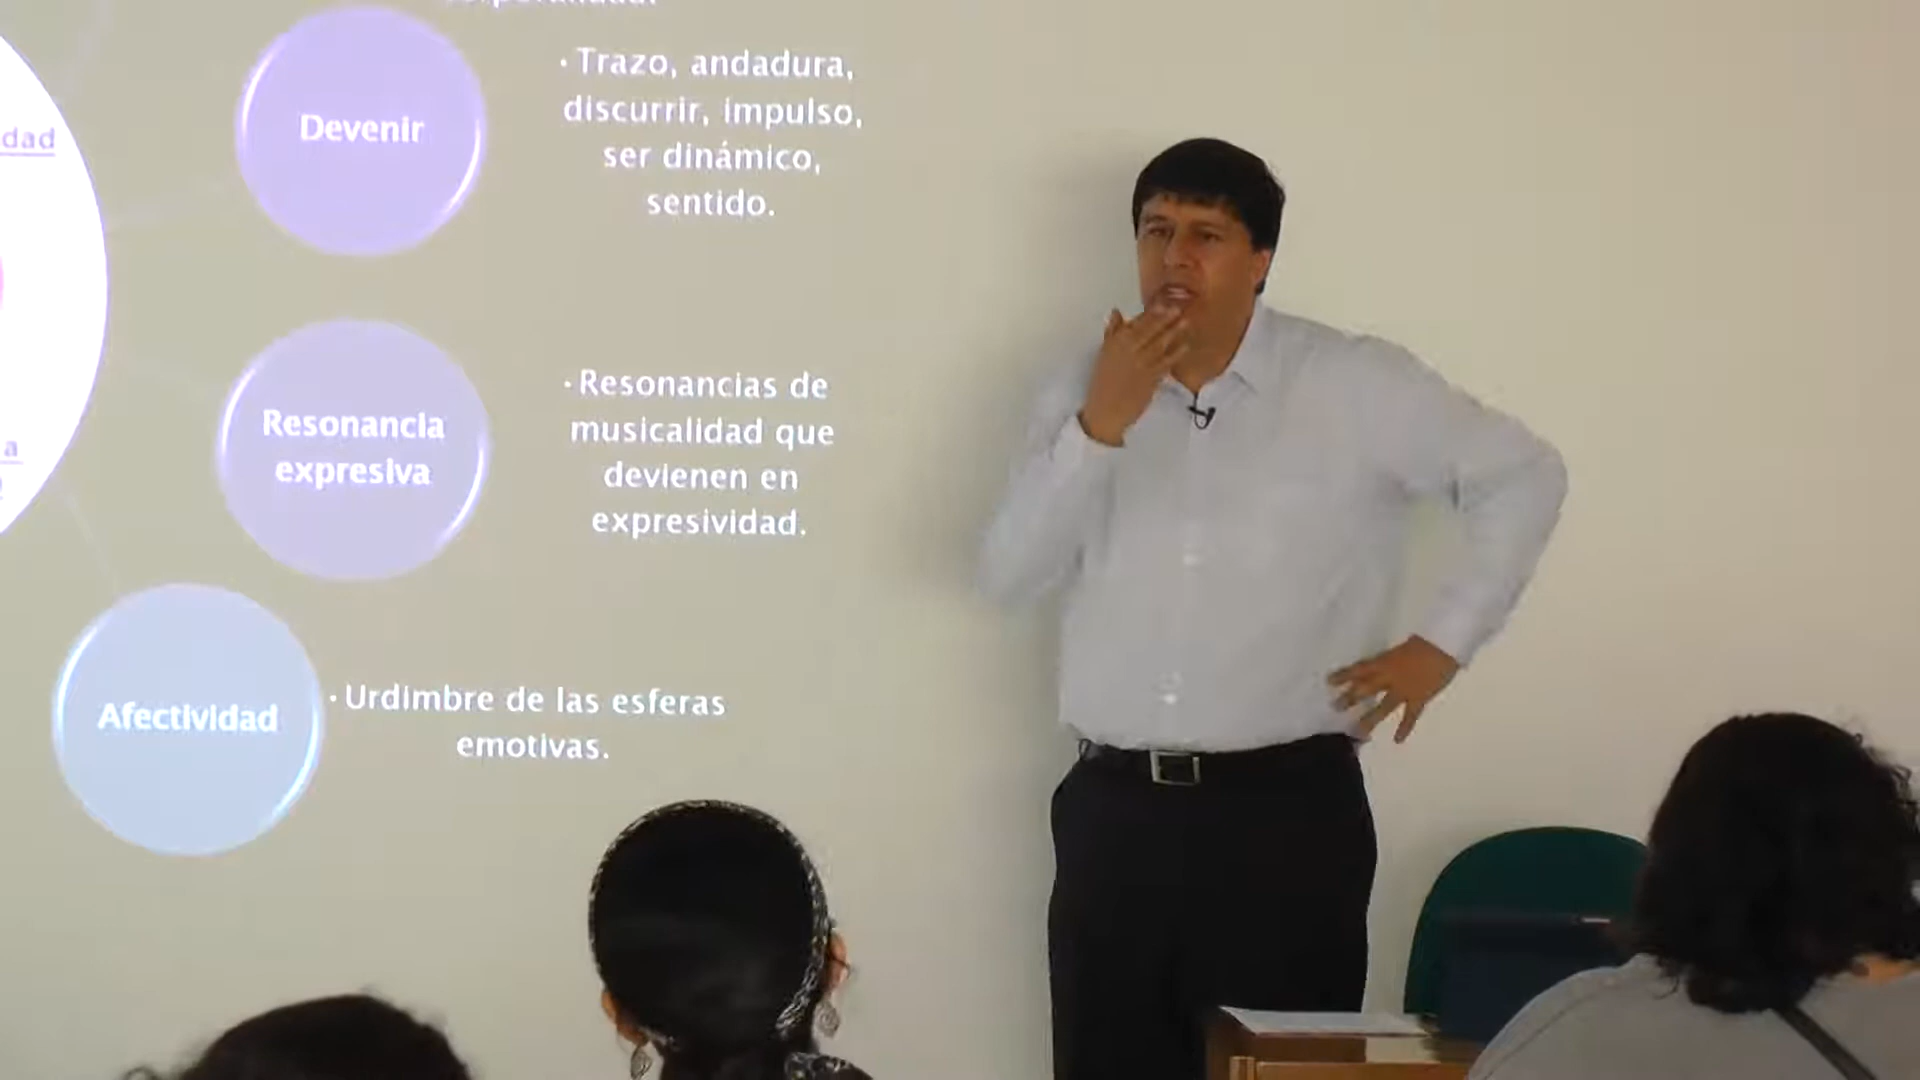 dad
Devenir
· Trazo, andadura,
discurrir, impulso,
ser dinámico,
sentido.
a
Resonancia
expresiva
· Resonancias de
musicalidad que
devienen en
expresividad.
Afectividad
· Urdimbre de las esferas
emotivas.